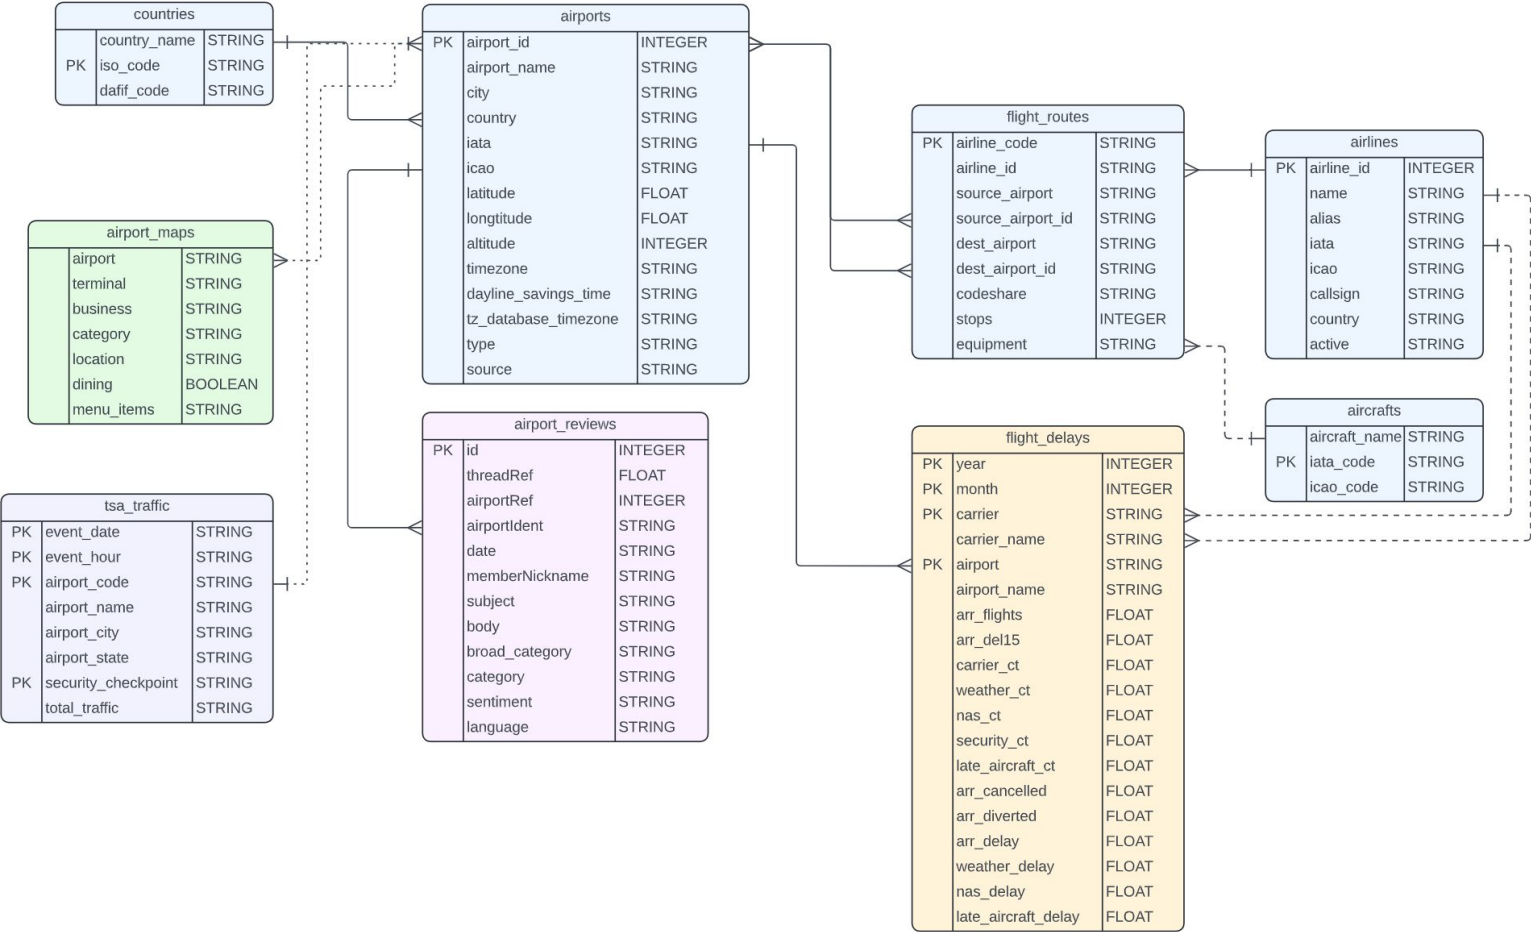 countries
country_name STRING
PK iso_code STRING
dafif_code STRING
airports
PK airport_id INTEGER
airport_name STRING
city STRING
country STRING
iata STRING
icao STRING
latitude FLOAT
longtitude FLOAT
altitude INTEGER
timezone STRING
dayline_savings_time STRING
tz_database_timezone STRING
type STRING
source STRING
flight_routes
PK airline_code STRING
airline_id STRING
source_airport STRING
source_airport_id STRING
dest_airport STRING
dest_airport_id STRING
codeshare STRING
stops INTEGER
equipment STRING
airlines
PK airline_id INTEGER
name STRING
alias STRING
iata STRING
icao STRING
callsign STRING
country STRING
active STRING
airport_maps
airport STRING
terminal STRING
business STRING
category STRING
location STRING
dining BOOLEAN
menu_items STRING
airport_reviews
PK id INTEGER
threadRef FLOAT
airportRef INTEGER
airportIdent STRING
date STRING
memberNickname STRING
subject STRING
body STRING
broad_category STRING
category STRING
sentiment STRING
language STRING
flight_delays
PK year INTEGER
PK month INTEGER
PK carrier STRING
carrier_name STRING
PK airport STRING
airport_name STRING
arr_flights FLOAT
arr_del15 FLOAT
carrier_ct FLOAT
weather_ct FLOAT
nas_ct FLOAT
security_ct FLOAT
late_aircraft_ct FLOAT
arr_cancelled FLOAT
arr_diverted FLOAT
arr_delay FLOAT
weather_delay FLOAT
nas_delay FLOAT
late_aircraft_delay FLOAT
aircrafts
aircraft_name STRING
PK iata_code STRING
icao_code STRING
tsa_traffic
PK event_date STRING
PK event_hour STRING
PK airport_code STRING
airport_name STRING
airport_city STRING
airport_state STRING
PK security_checkpoint STRING
total_traffic STRING